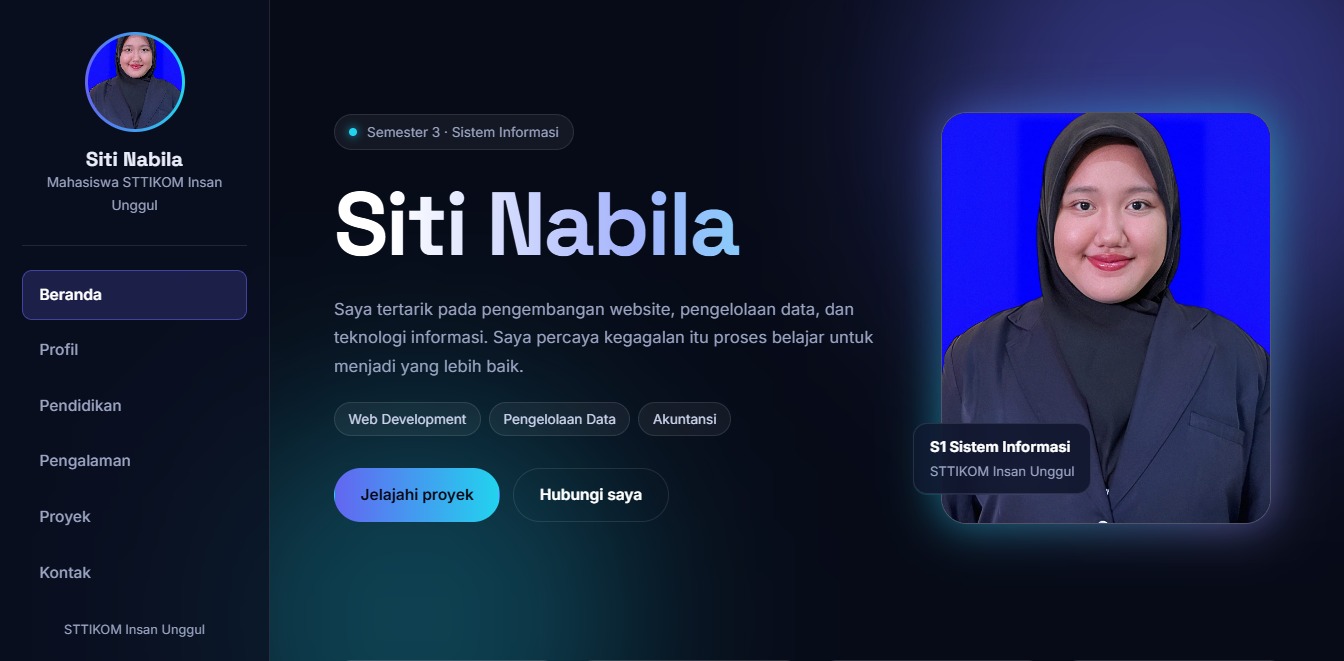 Siti Nabila
Mahasiswa STTIKOM Insan
Unggul
Beranda
Profil
Pendidikan
Pengalaman
Proyek
Kontak
STTIKOM Insan Unggul
Semester 3 · Sistem Informasi
Siti Nabila
Saya tertarik pada pengembangan website, pengelolaan data, dan
teknologi informasi. Saya percaya kegagalan itu proses belajar untuk
menjadi yang lebih baik.
Web Development
Pengelolaan Data
Akuntansi
Jelajahi proyek
Hubungi saya
S1 Sistem Informasi
STTIKOM Insan Unggul